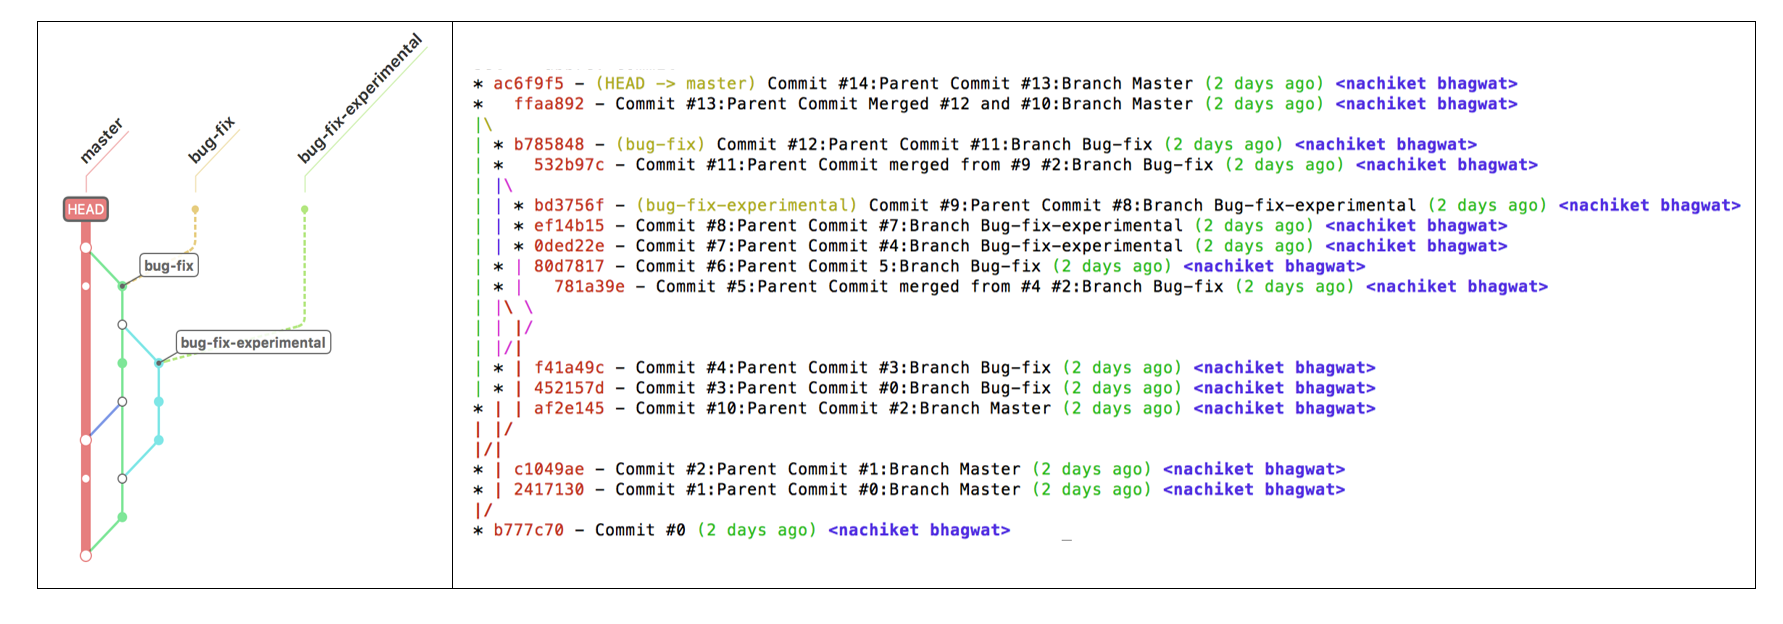 master
bug-fix
bug-fix-experimental
HEAD
bug-fix
bug-fix-experimental
* ac6f9f5 - (HEAD -> master) Commit #14:Parent Commit #13:Branch Master (2 days ago) <nachiket bhagwat>
* ffaa892 - Commit #13:Parent Commit Merged #12 and #10:Branch Master (2 days ago) <nachiket bhagwat>
|\
| * b785848 - (bug-fix) Commit #12:Parent Commit #11:Branch Bug-fix (2 days ago) <nachiket bhagwat>
| * 532b97c - Commit #11:Parent Commit merged from #9 #2:Branch Bug-fix (2 days ago) <nachiket bhagwat>
| |\
| | * bd3756f - (bug-fix-experimental) Commit #9:Parent Commit #8:Branch Bug-fix-experimental (2 days ago) <nachiket bhagwat>
| | * ef14b15 - Commit #8:Parent Commit #7:Branch Bug-fix-experimental (2 days ago) <nachiket bhagwat>
| | * 0ded22e - Commit #7:Parent Commit #4:Branch Bug-fix-experimental (2 days ago) <nachiket bhagwat>
| * | 80d7817 - Commit #6:Parent Commit 5:Branch Bug-fix (2 days ago) <nachiket bhagwat>
| * | 781a39e - Commit #5:Parent Commit merged from #4 #2:Branch Bug-fix (2 days ago) <nachiket bhagwat>
| |\ \
| | |/
| |/|
| * | f41a49c - Commit #4:Parent Commit #3:Branch Bug-fix (2 days ago) <nachiket bhagwat>
| * | 452157d - Commit #3:Parent Commit #0:Branch Bug-fix (2 days ago) <nachiket bhagwat>
* | | af2e145 - Commit #10:Parent Commit #2:Branch Master (2 days ago) <nachiket bhagwat>
| |/
|/|
* | c1049ae - Commit #2:Parent Commit #1:Branch Master (2 days ago) <nachiket bhagwat>
* | 2417130 - Commit #1:Parent Commit #0:Branch Master (2 days ago) <nachiket bhagwat>
|/
* b777c70 - Commit #0 (2 days ago) <nachiket bhagwat>